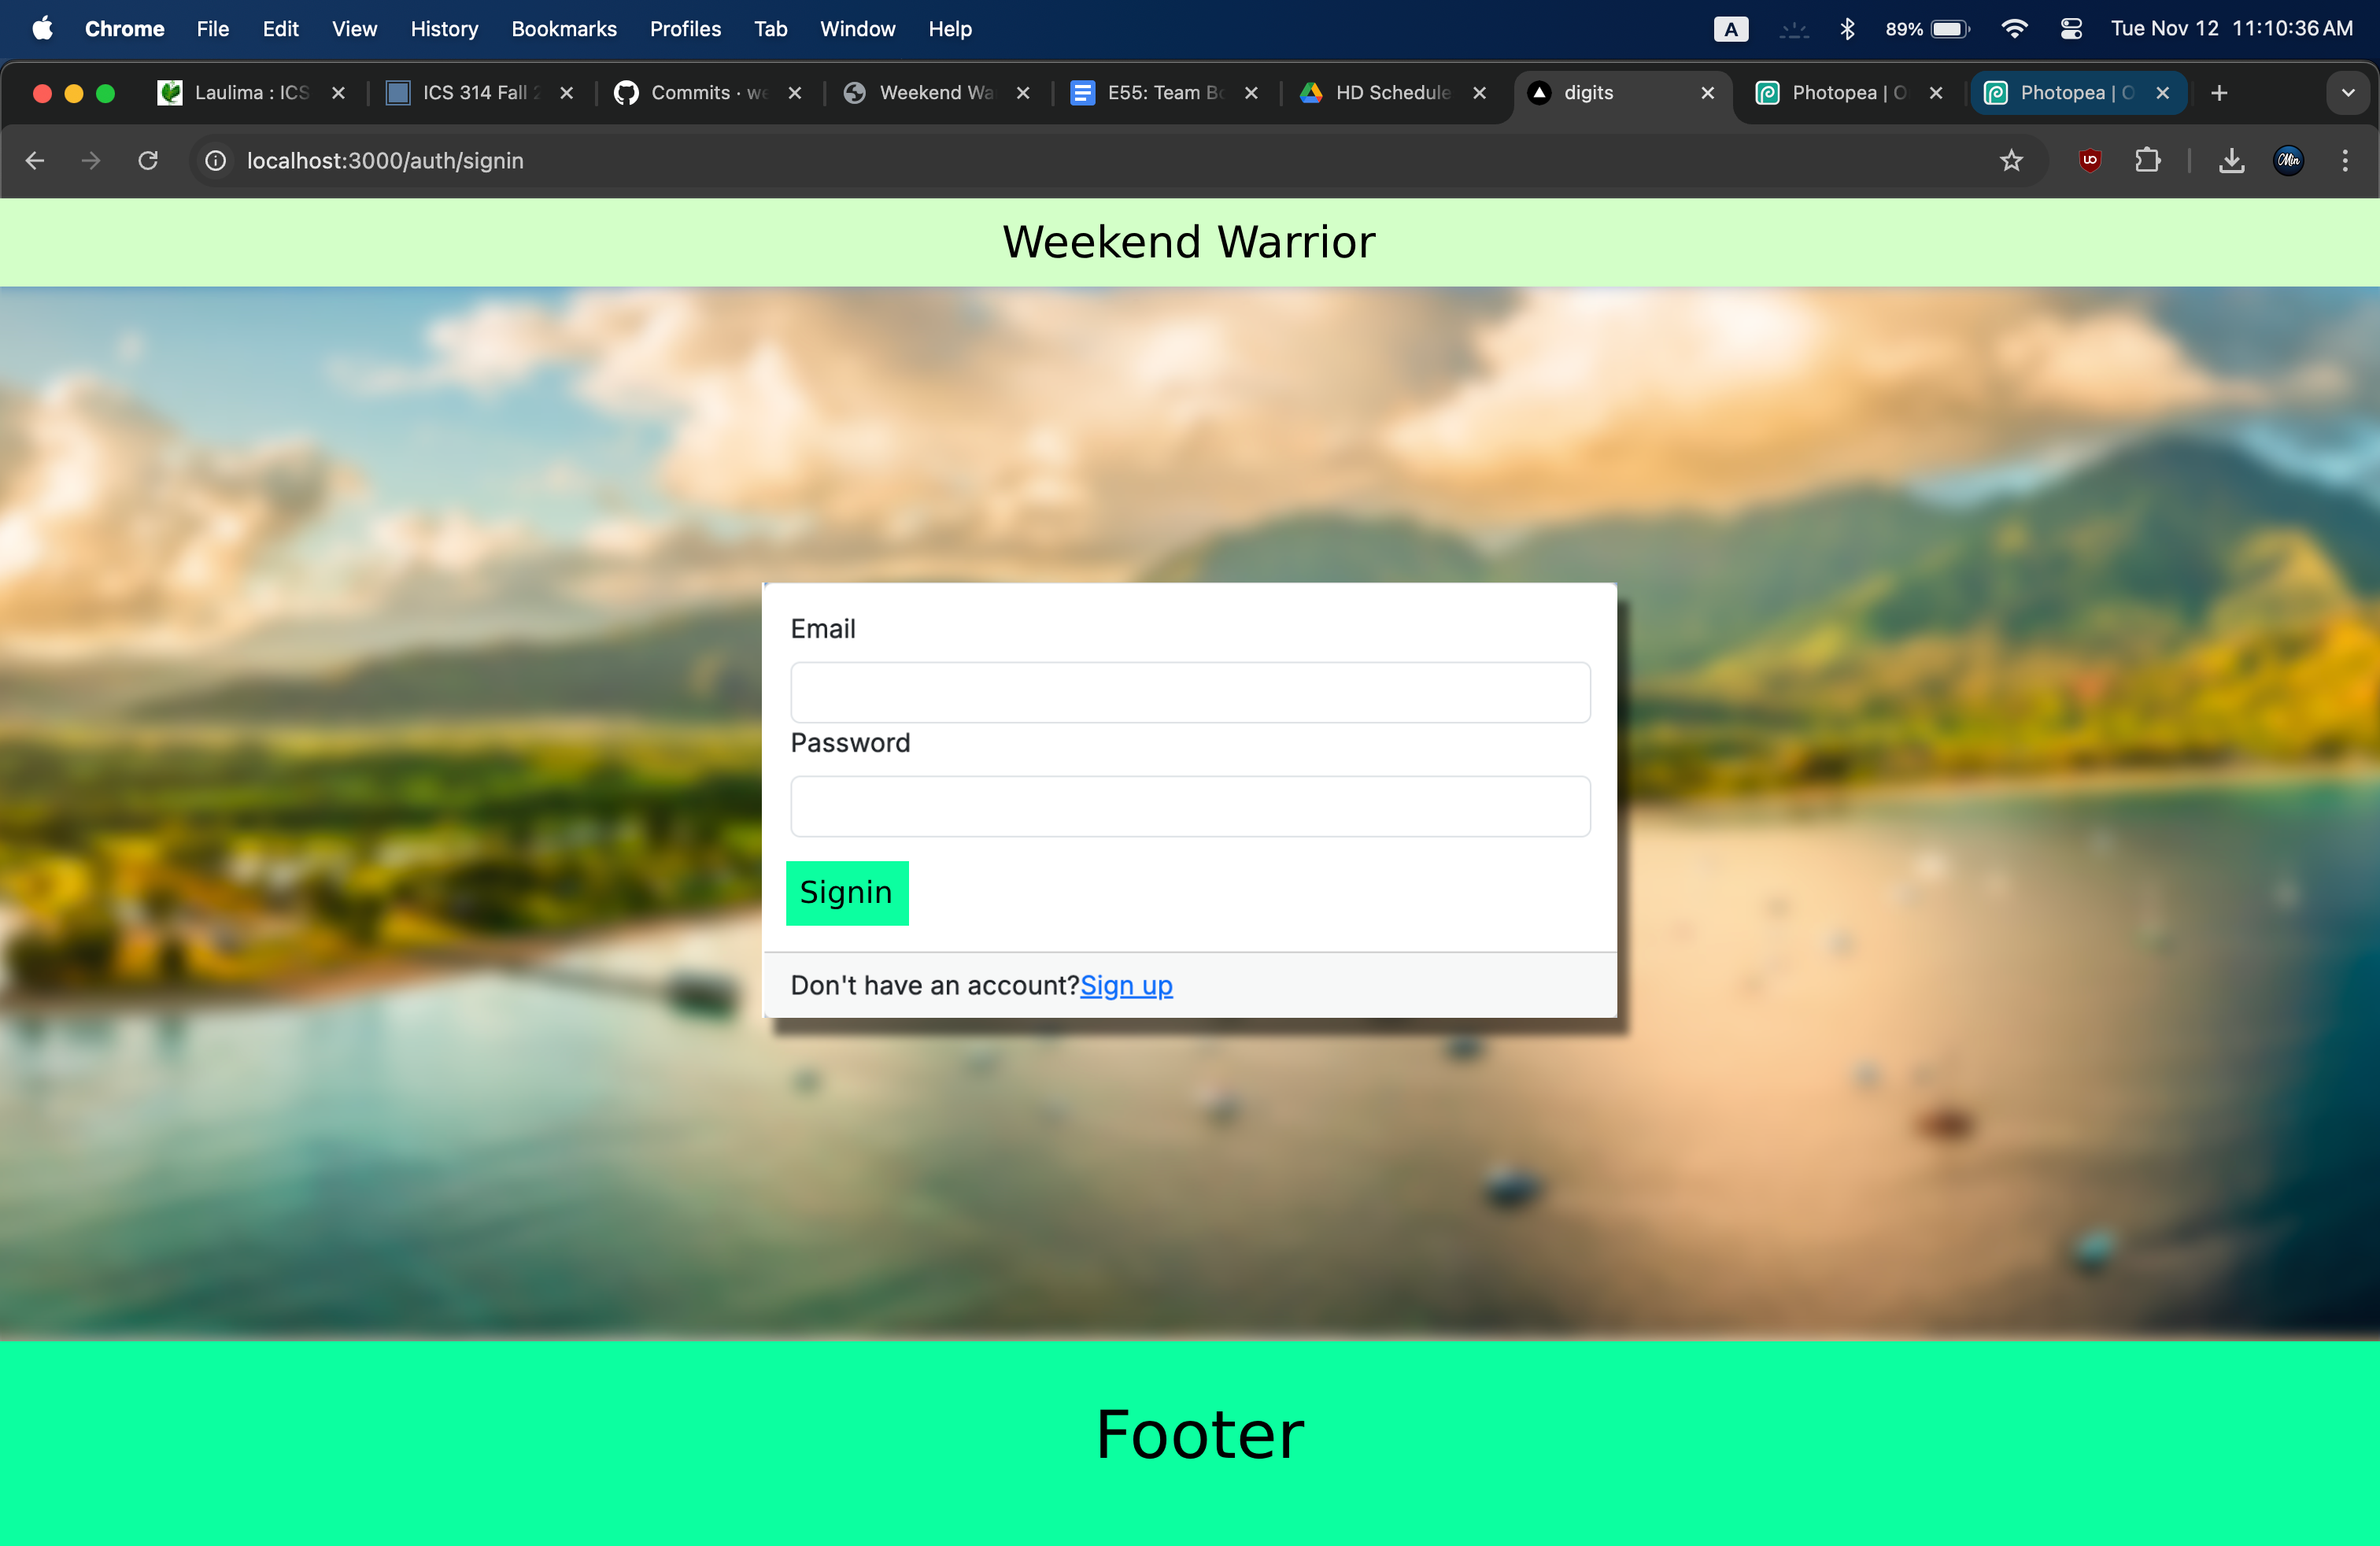 Chrome File Edit View History Bookmarks Profiles Tab Window Help A 89% Tue Nov 12 11:10:36 AM
Laulima : ICS ICS 314 Fall Commits · we Weekend Wa E55: Team Bo HD Schedule digits Photopea | O Photopea | O
localhost:3000/auth/signin
Weekend Warrior
Email
Password
Signin
Don't have an account?Sign up
Footer